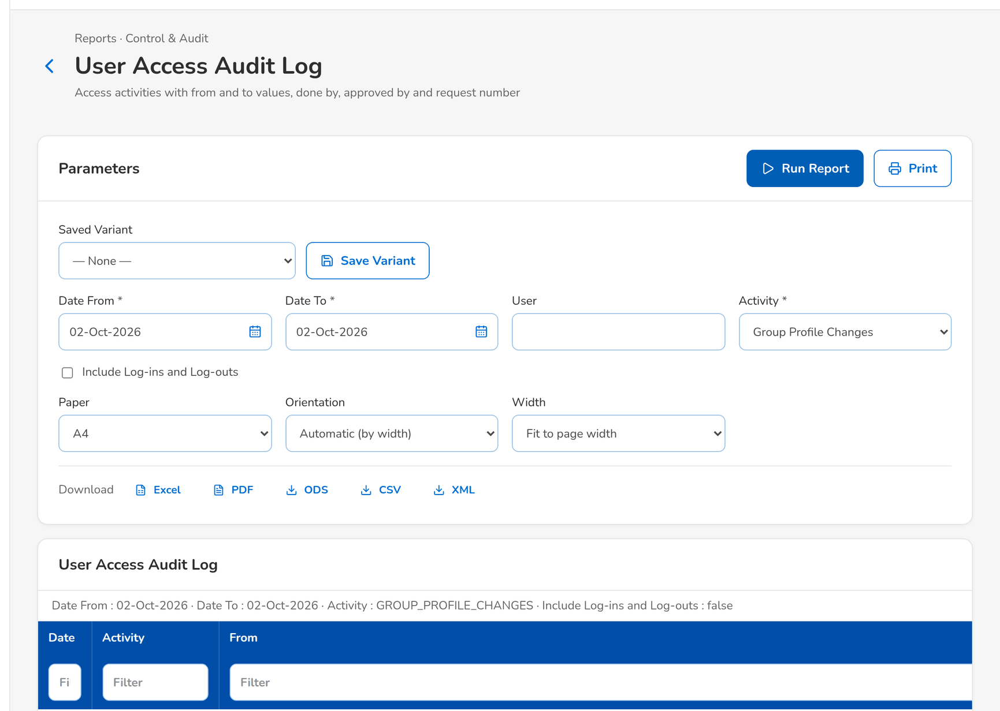 Reports · Control & Audit
User Access Audit Log
Access activities with from and to values, done by, approved by and request number
Parameters
Run Report
Print
Saved Variant
— None —
Save Variant
Date From *
Date To *
User
Activity *
02-Oct-2026
02-Oct-2026
Group Profile Changes
Include Log-ins and Log-outs
Paper
Orientation
Width
A4
Automatic (by width)
Fit to page width
Download
Excel
PDF
ODS
CSV
XML
User Access Audit Log
Date From : 02-Oct-2026 · Date To : 02-Oct-2026 · Activity : GROUP_PROFILE_CHANGES · Include Log-ins and Log-outs : false
Date
Activity
From
Fi
Filter
Filter